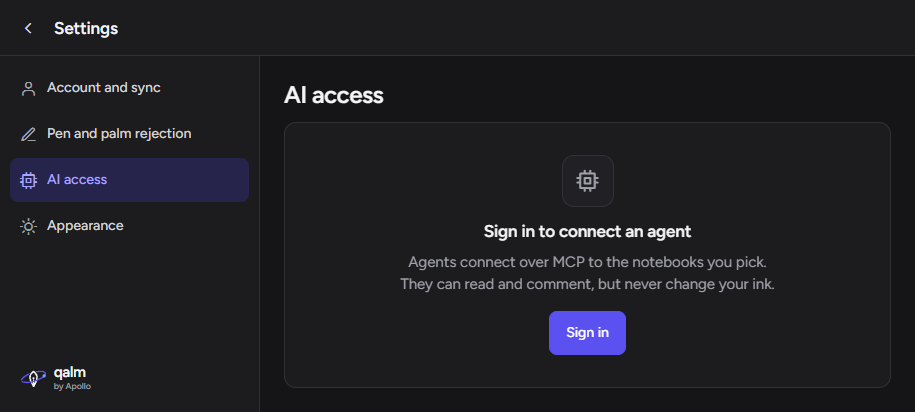 Settings
Account and sync
Pen and palm rejection
AI access
Appearance
qalm
by Apollo
AI access
Sign in to connect an agent
Agents connect over MCP to the notebooks you pick.
They can read and comment, but never change your ink.
Sign in